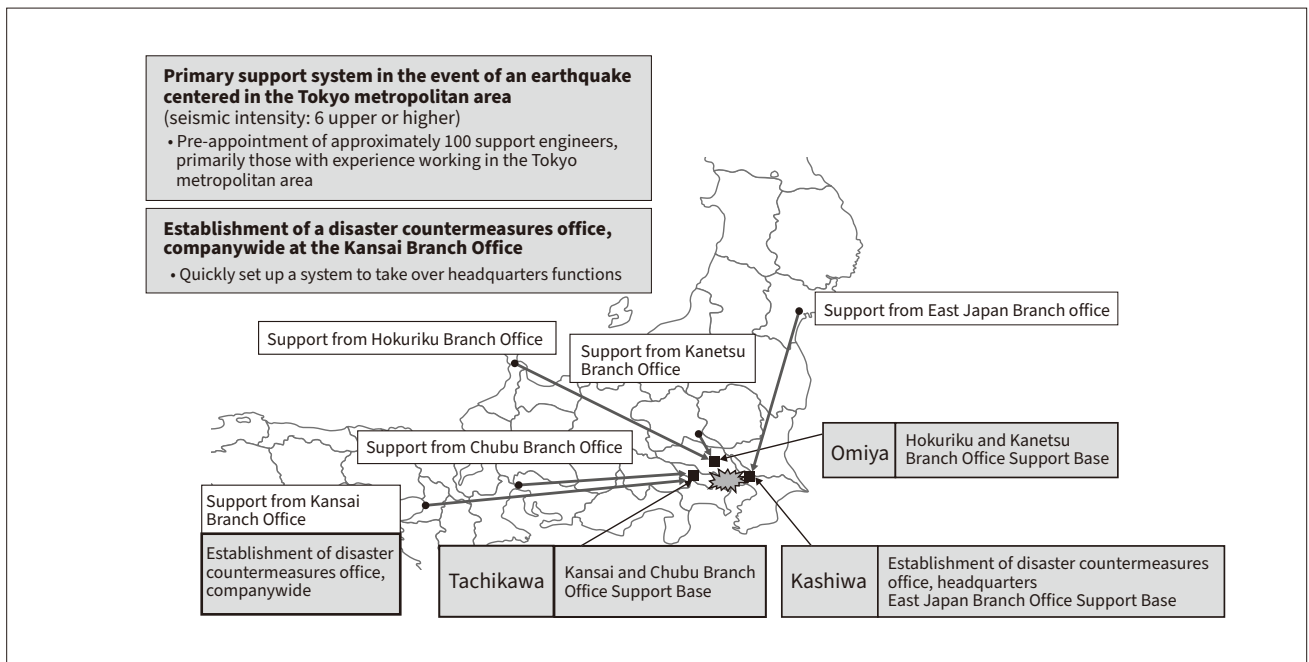 Primary support system in the event of an earthquake
centered in the Tokyo metropolitan area
(seismic intensity: 6 upper or higher)
• Pre-appointment of approximately 100 support engineers,
primarily those with experience working in the Tokyo
metropolitan area
Establishment of a disaster countermeasures office,
companywide at the Kansai Branch Office
• Quickly set up a system to take over headquarters functions
Support from East Japan Branch office
Support from Hokuriku Branch Office
Support from Kanetsu
Branch Office
Support from Chubu Branch Office
Omiya
Hokuriku and Kanetsu
Branch Office Support Base
Support from Kansai
Branch Office
Establishment of disaster
countermeasures office,
companywide
Tachikawa
Kansai and Chubu Branch
Office Support Base
Kashiwa
Establishment of disaster countermeasures
office, headquarters
East Japan Branch Office Support Base